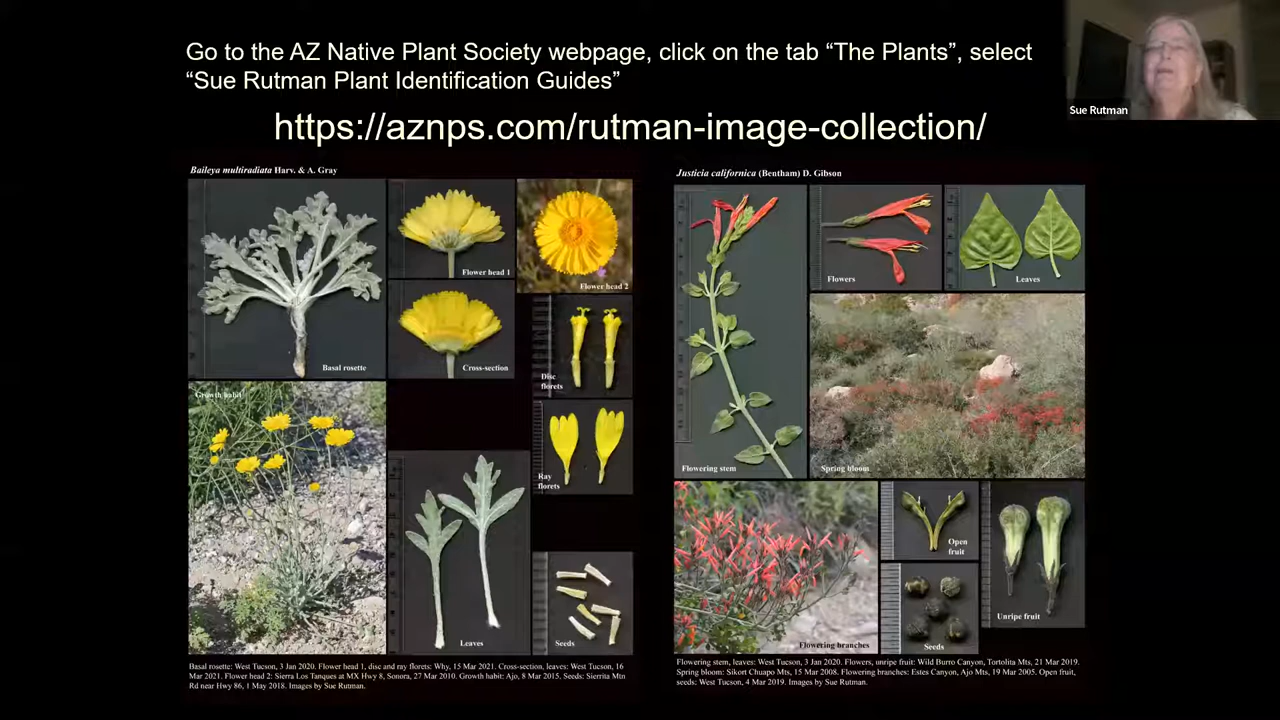 Go to the AZ Native Plant Society webpage, click on the tab “The Plants”, select
“Sue Rutman Plant Identification Guides”
https://aznps.com/rutman-image-collection/
Sue Rutman
Baileya multiradiata Harv. & A. Gray
Basal rosette
Flower head 1
Flower head 2
Cross-section
Disc
florets
Ray
florets
Growth habit
Leaves
Seeds
Basal rosette: West Tucson, 3 Jan 2020. Flower head 1, disc and ray florets: Why, 15 Mar 2021. Cross-section, leaves: West Tucson, 16
Mar 2021. Flower head 2: Sierra Los Tanques at MX Hwy 8, Sonora, 27 Mar 2010. Growth habit: Ajo, 8 Mar 2015. Seeds: Sierrita Mtn
Rd near Hwy 86, 1 May 2018. Images by Sue Rutman.
Justicia californica (Bentham) D. Gibson
Flowering stem
Flowers
Leaves
Spring bloom
Flowering branches
Open
fruit
Seeds
Unripe fruit
Flowering stem, leaves: West Tucson, 3 Jan 2020. Flowers, unripe fruit: Wild Burro Canyon, Tortolita Mts, 21 Mar 2019.
Spring bloom: Sikort Chuapo Mts, 15 Mar 2008. Flowering branches: Estes Canyon, Ajo Mts, 19 Mar 2005. Open fruit,
seeds: West Tucson, 4 Mar 2019. Images by Sue Rutman.